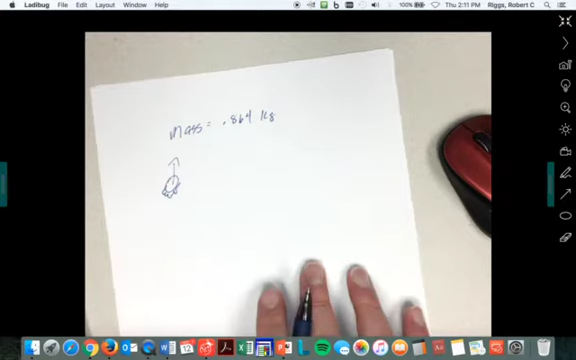 Ladibug File Edit Layout Window Help 100% Thu 2:11 PM Riggs, Robert C
mass = .864 kg